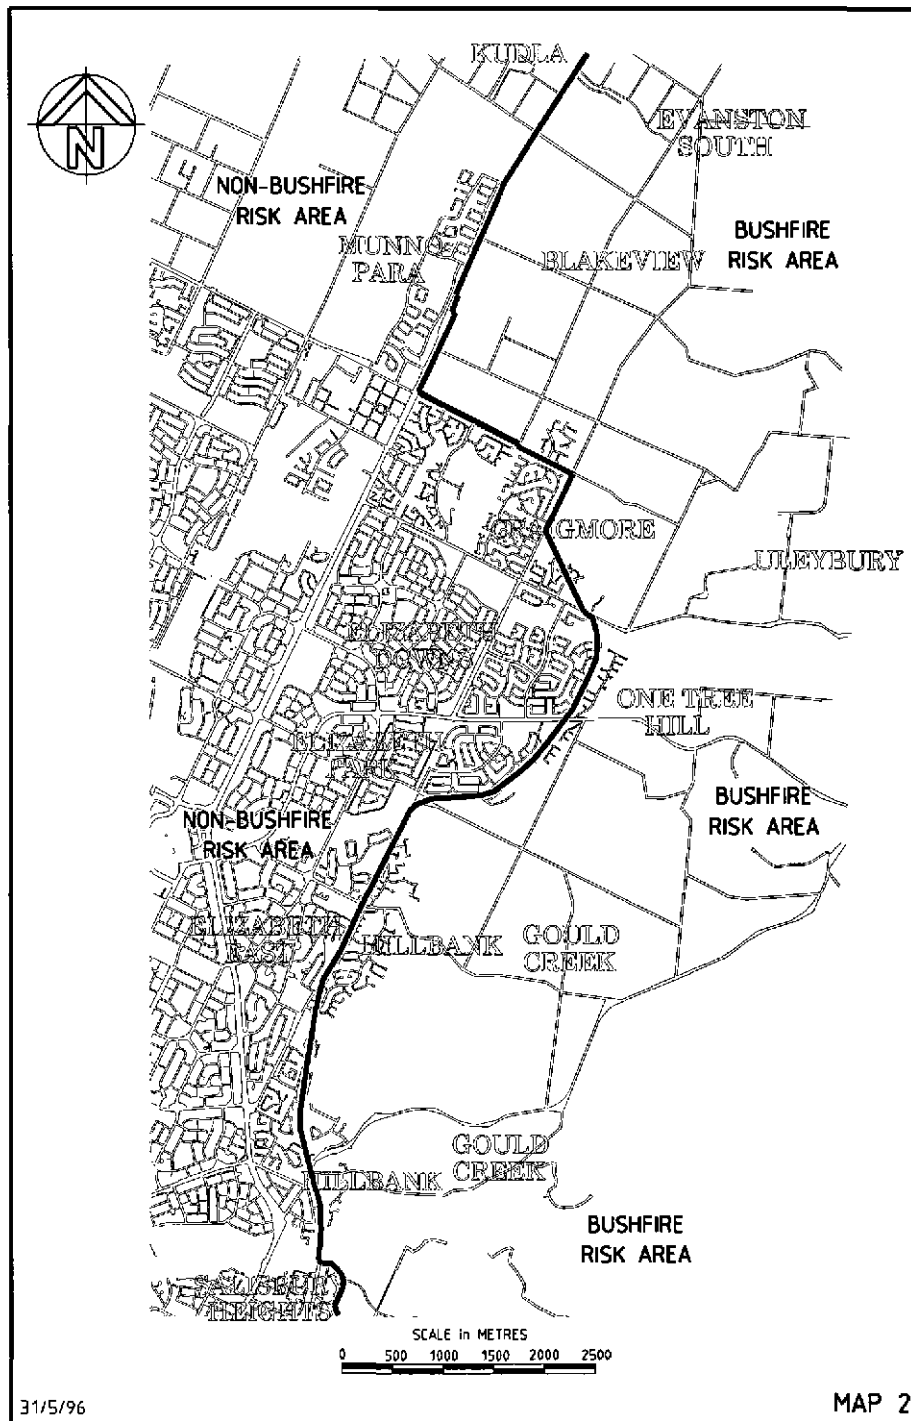 KUDLA
EVANSTON
SOUTH
N
NON-BUSHFIRE
RISK AREA
BUSHFIRE
RISK AREA
MUNNO
PARA
BLAKEVIEW
CRAIGMORE
ULEYBURY
ELIZABETH
DOWNS
ONE TREE
HILL
ELIZABETH
PARK
BUSHFIRE
RISK AREA
NON-BUSHFIRE
RISK AREA
ELIZABETH
EAST
HILLBANK
GOULD
CREEK
GOULD
CREEK
HILLBANK
BUSHFIRE
RISK AREA
SALISBURY
HEIGHTS
SCALE in METRES
0 500 1000 1500 2000 2500
31/5/96
MAP 2